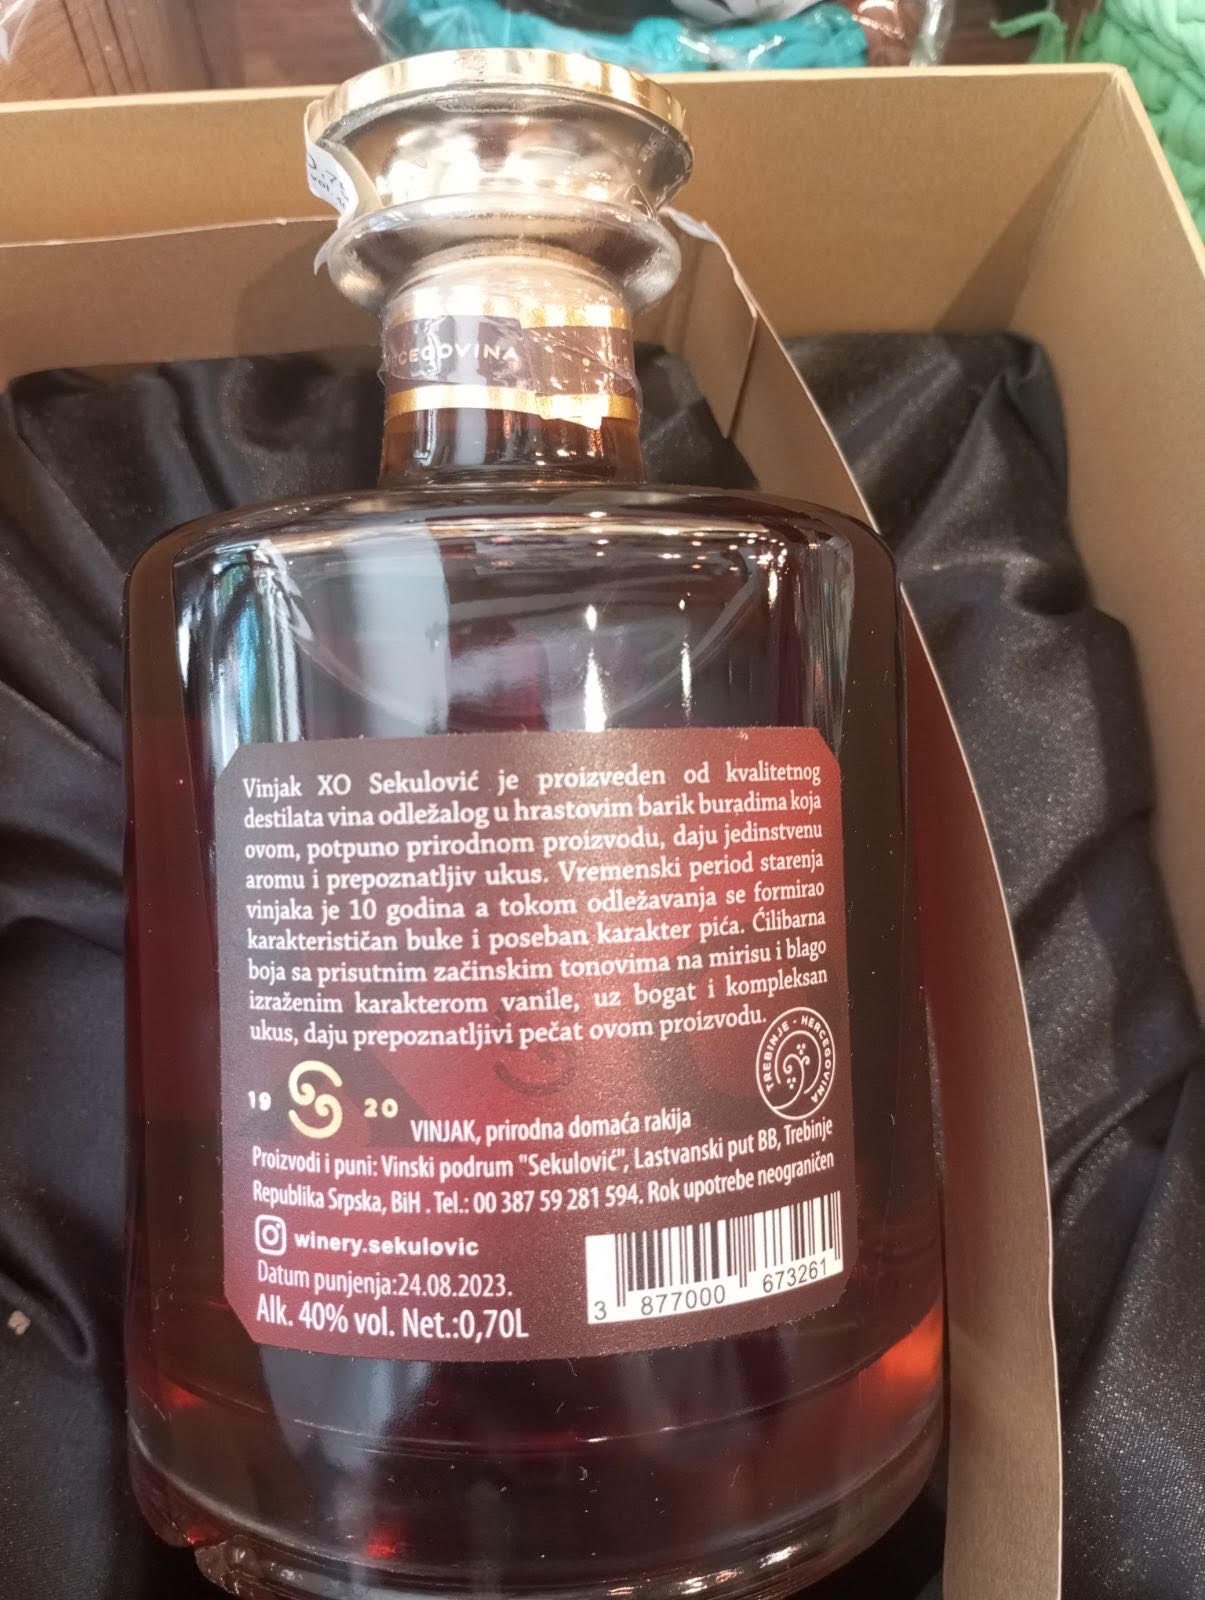 0.7
VOL
CEGOVINA
Vinjak XO Sekulović je proizveden od kvalitetnog
destilata vina odležalog u hrastovim barik buradima koja
ovom, potpuno prirodnom proizvodu, daju jedinstvenu
aromu i prepoznatljiv ukus. Vremenski period starenja
vinjaka je 10 godina a tokom odležavanja se formirao
karakterističan buke i poseban karakter pića. Ćilibarna
boja sa prisutnim začinskim tonovima na mirisu i blago
izraženim karakterom vanile, uz bogat i kompleksan
ukus, daju prepoznatljivi pečat ovom proizvodu.
TREBINJE - HERCEGOVINA
19 20
VINJAK, prirodna domaća rakija
Proizvodi i puni: Vinski podrum "Sekulović", Lastvanski put BB, Trebinje
Republika Srpska, BiH . Tel.: 00 387 59 281 594. Rok upotrebe neograničen
winery.sekulovic
Datum punjenja:24.08.2023.
Alk. 40% vol. Net.:0,70L
3 877000 673261